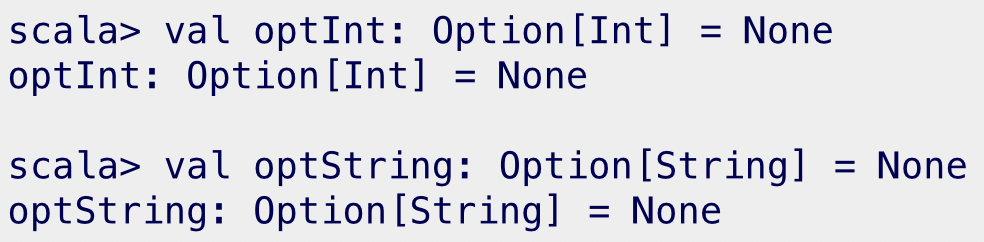 scala> val optInt: Option[Int] = None
optInt: Option[Int] = None
scala> val optString: Option[String] = None
optString: Option[String] = None